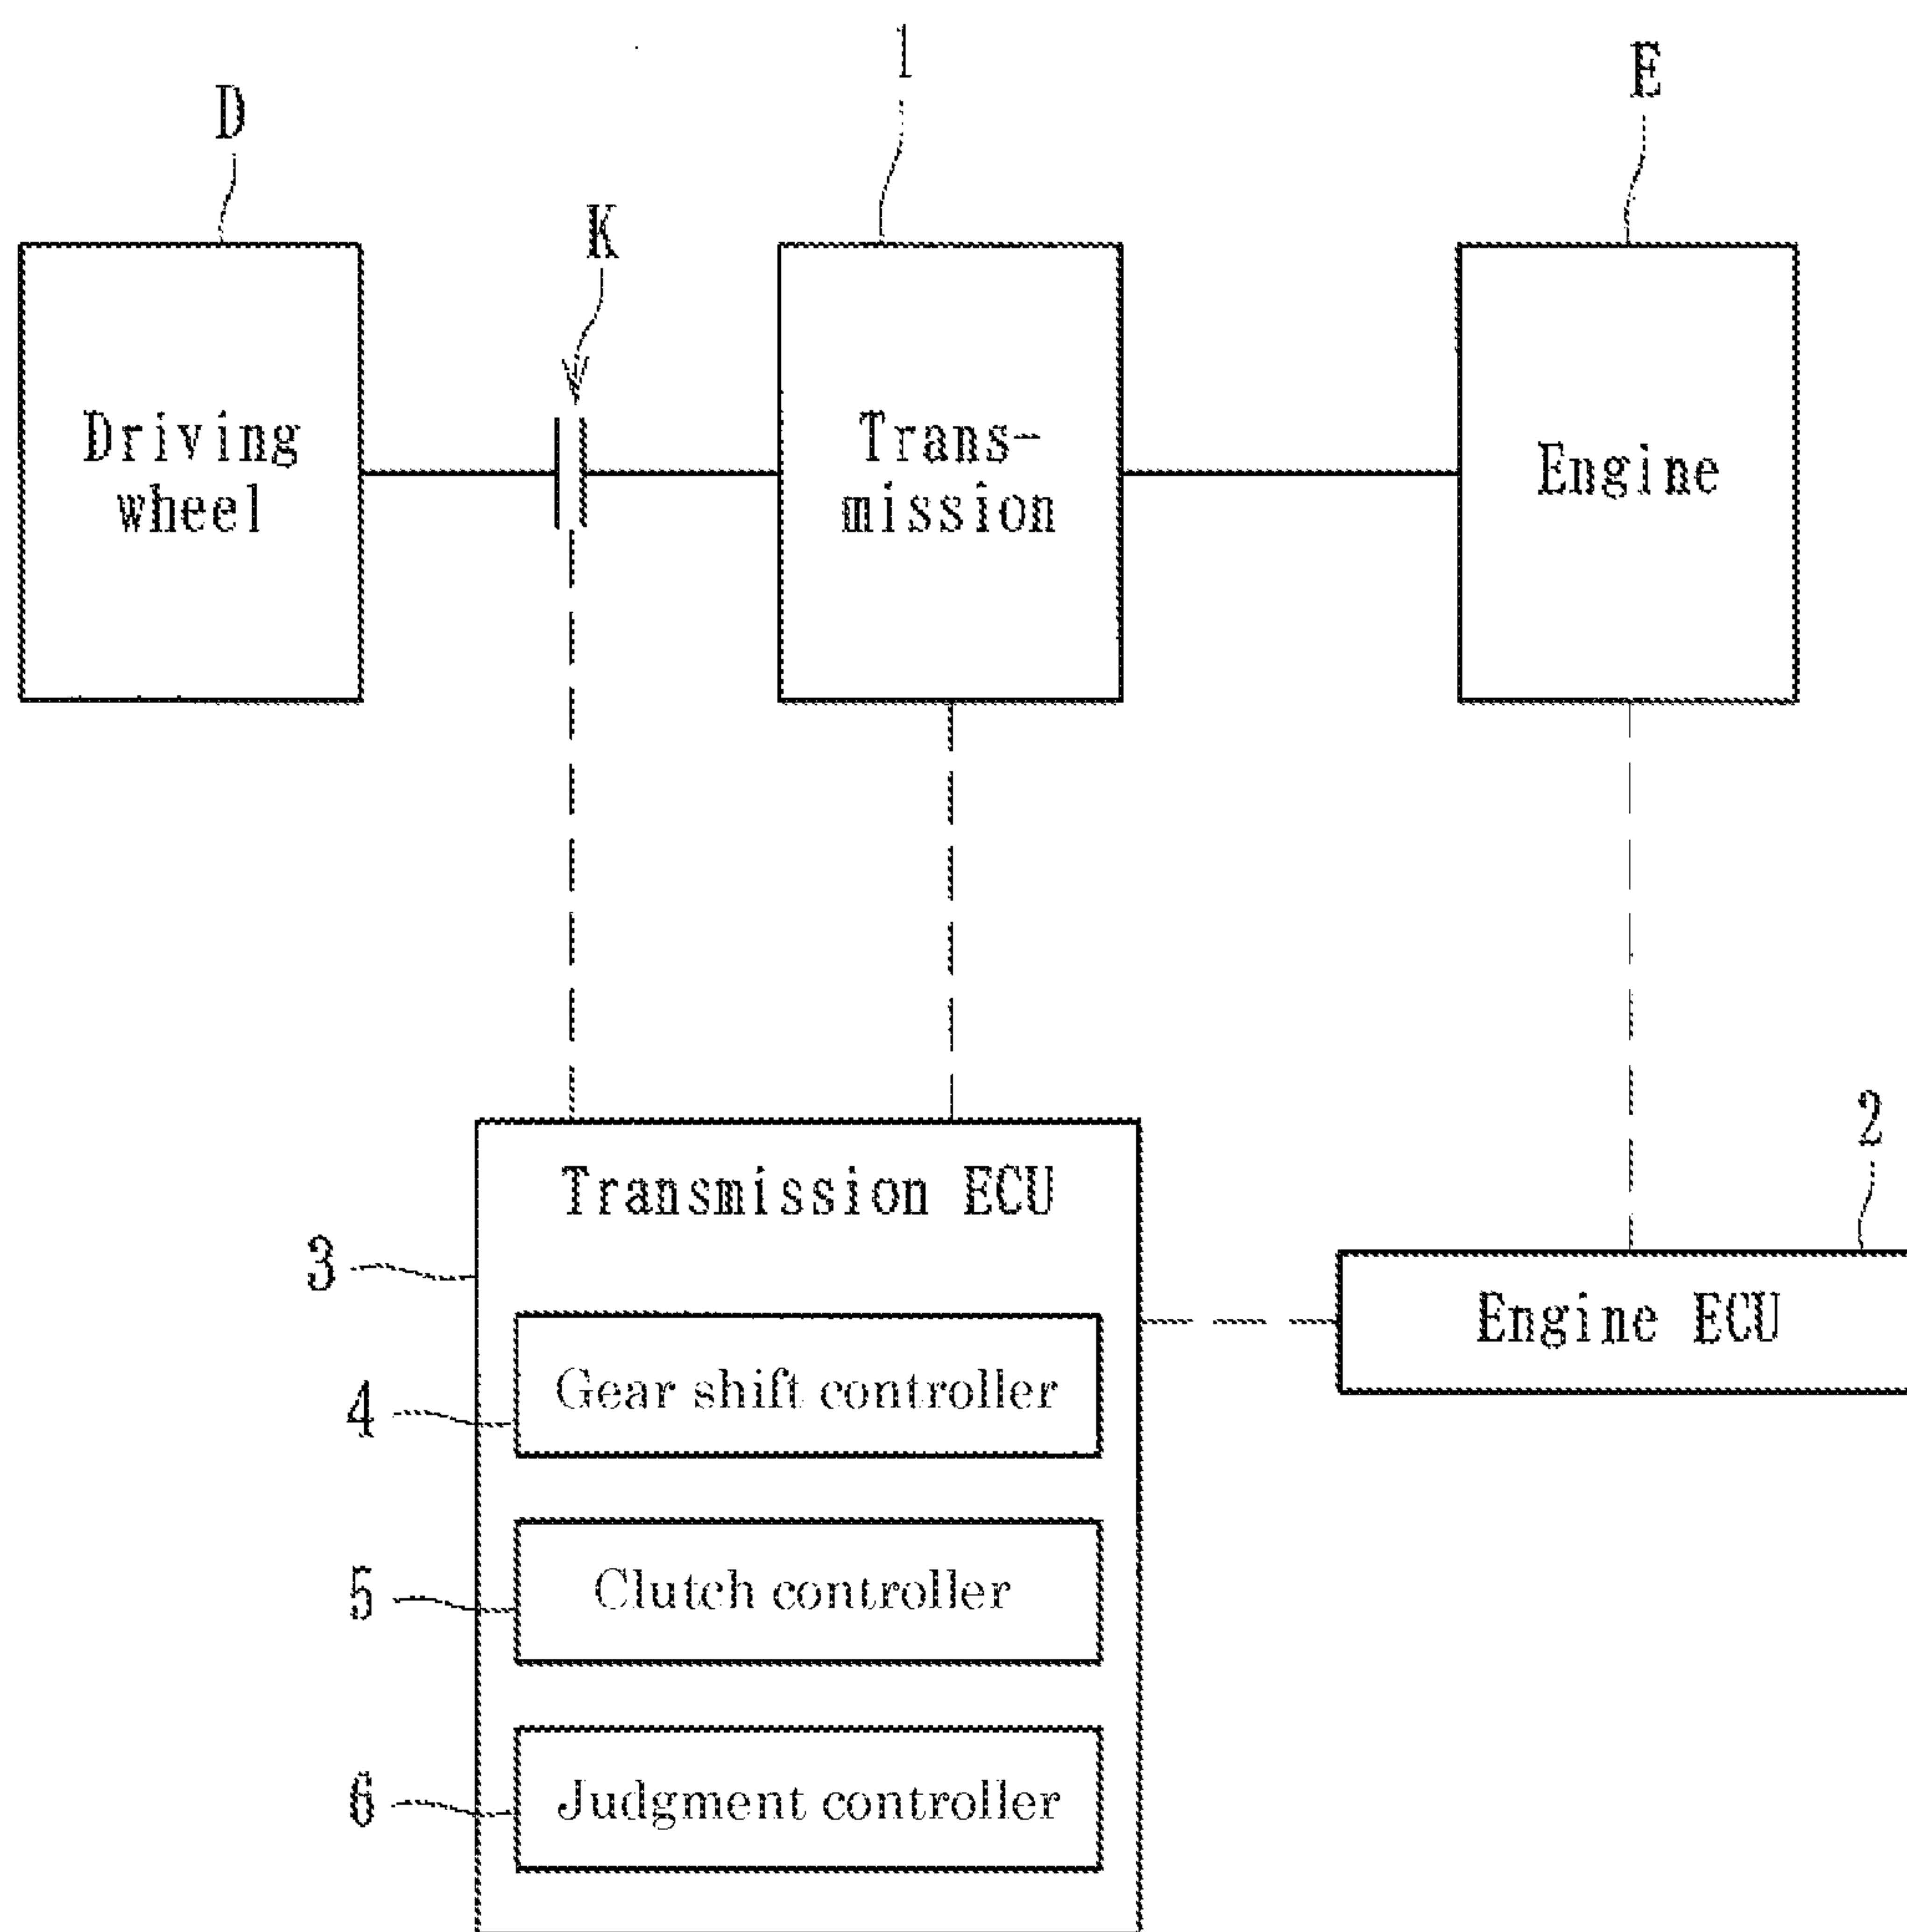 D
1
E
K
Driving
wheel
Trans-
mission
Engine
Transmission ECU
2
3
Engine ECU
Gear shift controller
4
Clutch controller
5
Judgment controller
6